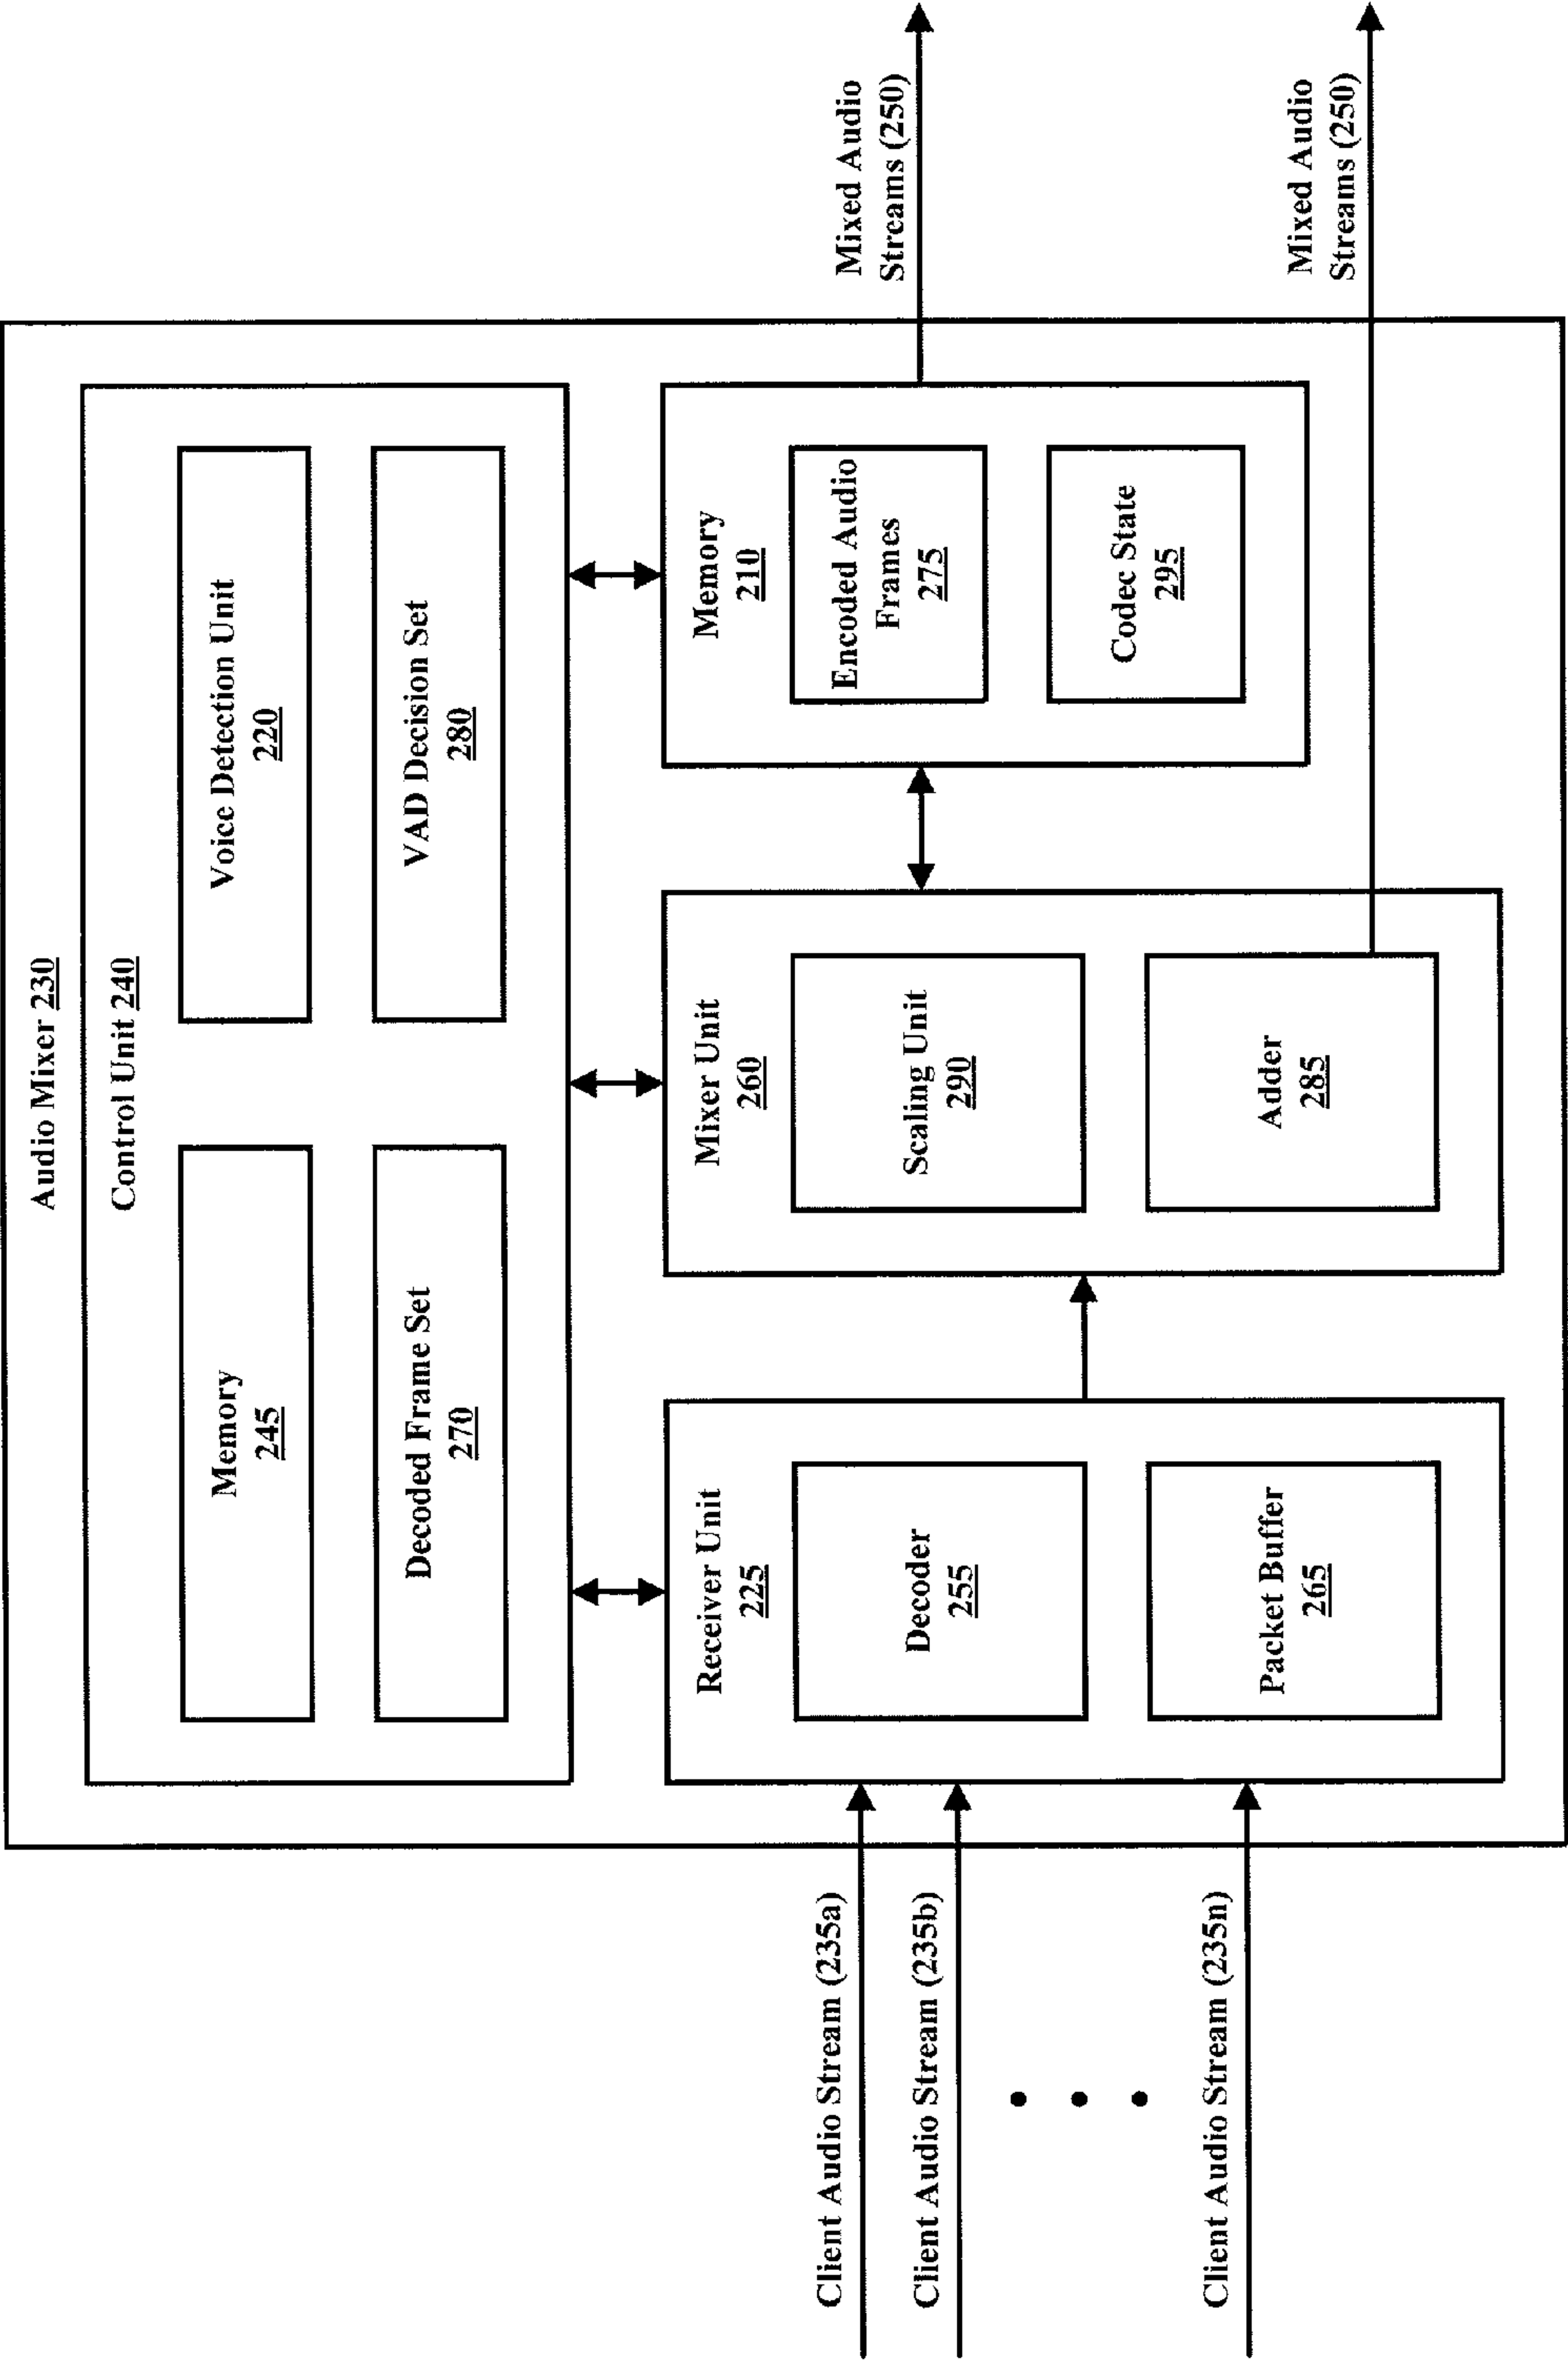 Audio Mixer 230
Control Unit 240
Memory
245
Voice Detection Unit
220
Decoded Frame Set
270
VAD Decision Set
280
Client Audio Stream (235a)
Client Audio Stream (235b)
Client Audio Stream (235n)
Receiver Unit
225
Decoder
255
Packet Buffer
265
Mixer Unit
260
Scaling Unit
290
Adder
285
Memory
210
Encoded Audio
Frames
275
Codec State
295
Mixed Audio
Streams (250)
Mixed Audio
Streams (250)